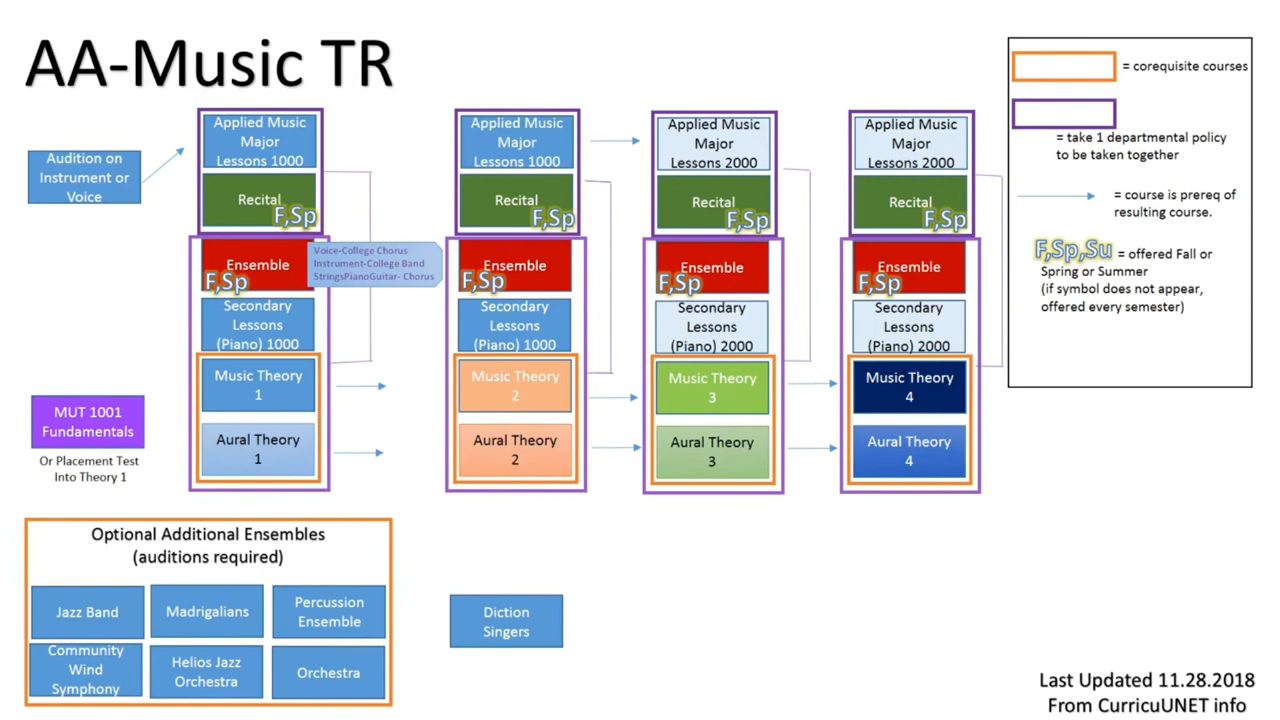 AA-Music TR
= corequisite courses
= take 1 departmental policy
to be taken together
= course is prereq of
resulting course.
F,Sp,Su = offered Fall or
Spring or Summer
(if symbol does not appear,
offered every semester)
Audition on
Instrument or
Voice
Applied Music
Major
Lessons 1000
Recital
F,Sp
Ensemble
F,Sp
Voice-College Chorus
Instrument-College Band
StringsPianoGuitar- Chorus
Secondary
Lessons
(Piano) 1000
Music Theory
1
Aural Theory
1
Applied Music
Major
Lessons 1000
Recital
F,Sp
Ensemble
F,Sp
Secondary
Lessons
(Piano) 1000
Music Theory
2
Aural Theory
2
Applied Music
Major
Lessons 2000
Recital
F,Sp
Ensemble
F,Sp
Secondary
Lessons
(Piano) 2000
Music Theory
3
Aural Theory
3
Applied Music
Major
Lessons 2000
Recital
F,Sp
Ensemble
F,Sp
Secondary
Lessons
(Piano) 2000
Music Theory
4
Aural Theory
4
MUT 1001
Fundamentals
Or Placement Test
Into Theory 1
Optional Additional Ensembles
(auditions required)
Jazz Band
Madrigalians
Percussion
Ensemble
Community
Wind
Symphony
Helios Jazz
Orchestra
Orchestra
Diction
Singers
Last Updated 11.28.2018
From CurricuUNET info